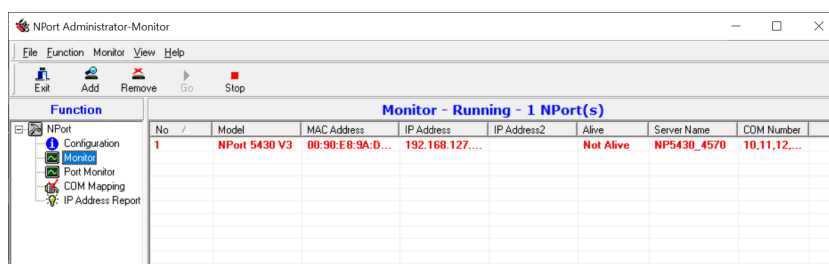 NPort Administrator-Monitor
File Function Monitor View Help
Exit Add Remove Go Stop
Function
Monitor - Running - 1 NPort(s)
NPort
Configuration
Monitor
Port Monitor
COM Mapping
IP Address Report
No / Model MAC Address IP Address IP Address2 Alive Server Name COM Number
1 NPort 5430 V3 00:90:E8:9A:D... 192.168.127.... Not Alive NP5430_4570 10,11,12,...